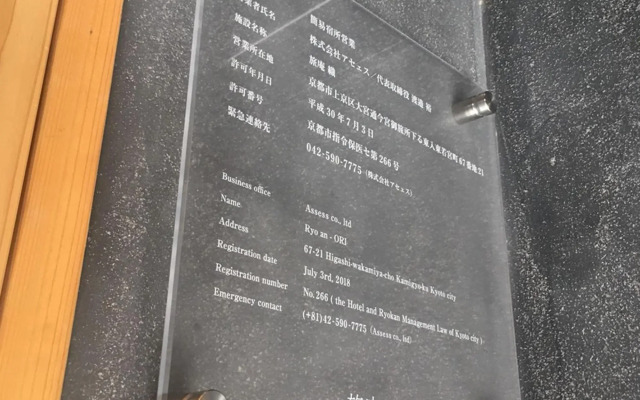 簡易宿所営業
業者氏名 株式会社アセェス/代表取締役
施設名称 旅庵 織
営業所在地 京都市上京区大宮通今宮御旅所下る東入東若宮町67番地21
許可年月日 平成30年7月3日
許可番号 京都市指令保医セ第266号
緊急連絡先 042-590-7775 (株式会社アセェス)
Business office Assess co., ltd
Name Ryo an - ORI
Address 67-21 Higashi-wakamiya-cho Kamigyo-ku Kyoto city
Registration date July 3rd, 2018
Registration number No.266 ( the Hotel and Ryokan Management Law of Kyoto city )
Emergency contact (+81)42-590-7775 (Assess co., ltd)